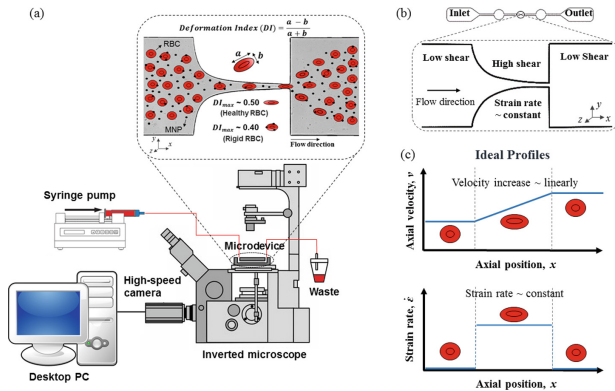 (a)
Deformation Index (DI) = a − b / a + b
RBC
a
b
DImax ~ 0.50
(Healthy RBC)
DImax ~ 0.40
(Rigid RBC)
MNP
Flow direction
y
x
z
Syringe pump
Microdevice
High-speed
camera
Waste
Inverted microscope
Desktop PC
(b)
Inlet
Outlet
Low shear
High shear
Low Shear
Flow direction
Strain rate
~ constant
y
z
x
(c)
Ideal Profiles
Axial velocity, v
Velocity increase ~ linearly
Axial position, x
Strain rate, ε̇
Strain rate ~ constant
Axial position, x